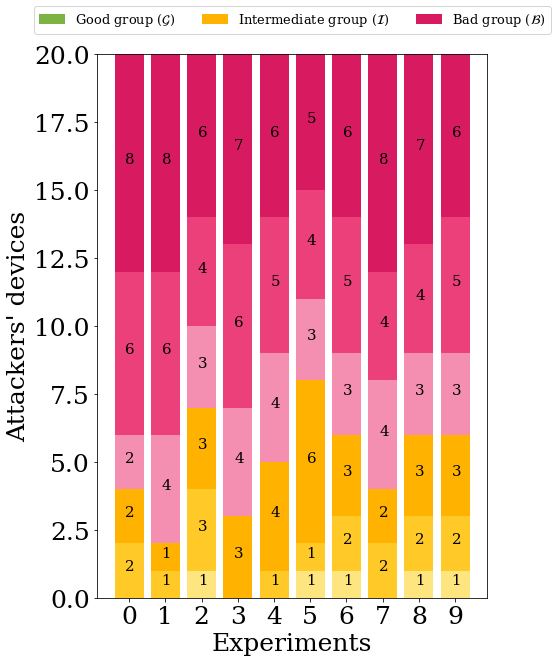 Good group (𝒢) Intermediate group (ℐ) Bad group (ℬ)
20.0
17.5
15.0
12.5
10.0
7.5
5.0
2.5
0.0
Attackers' devices
8 6 2 2 2
8 6 4 1 1
6 4 3 3 3 1
7 6 4 3
6 5 4 4 1
5 4 3 6 1 1
6 5 3 3 2 1
8 4 4 2 2
7 4 3 3 2 1
6 5 3 3 2 1
0 1 2 3 4 5 6 7 8 9
Experiments